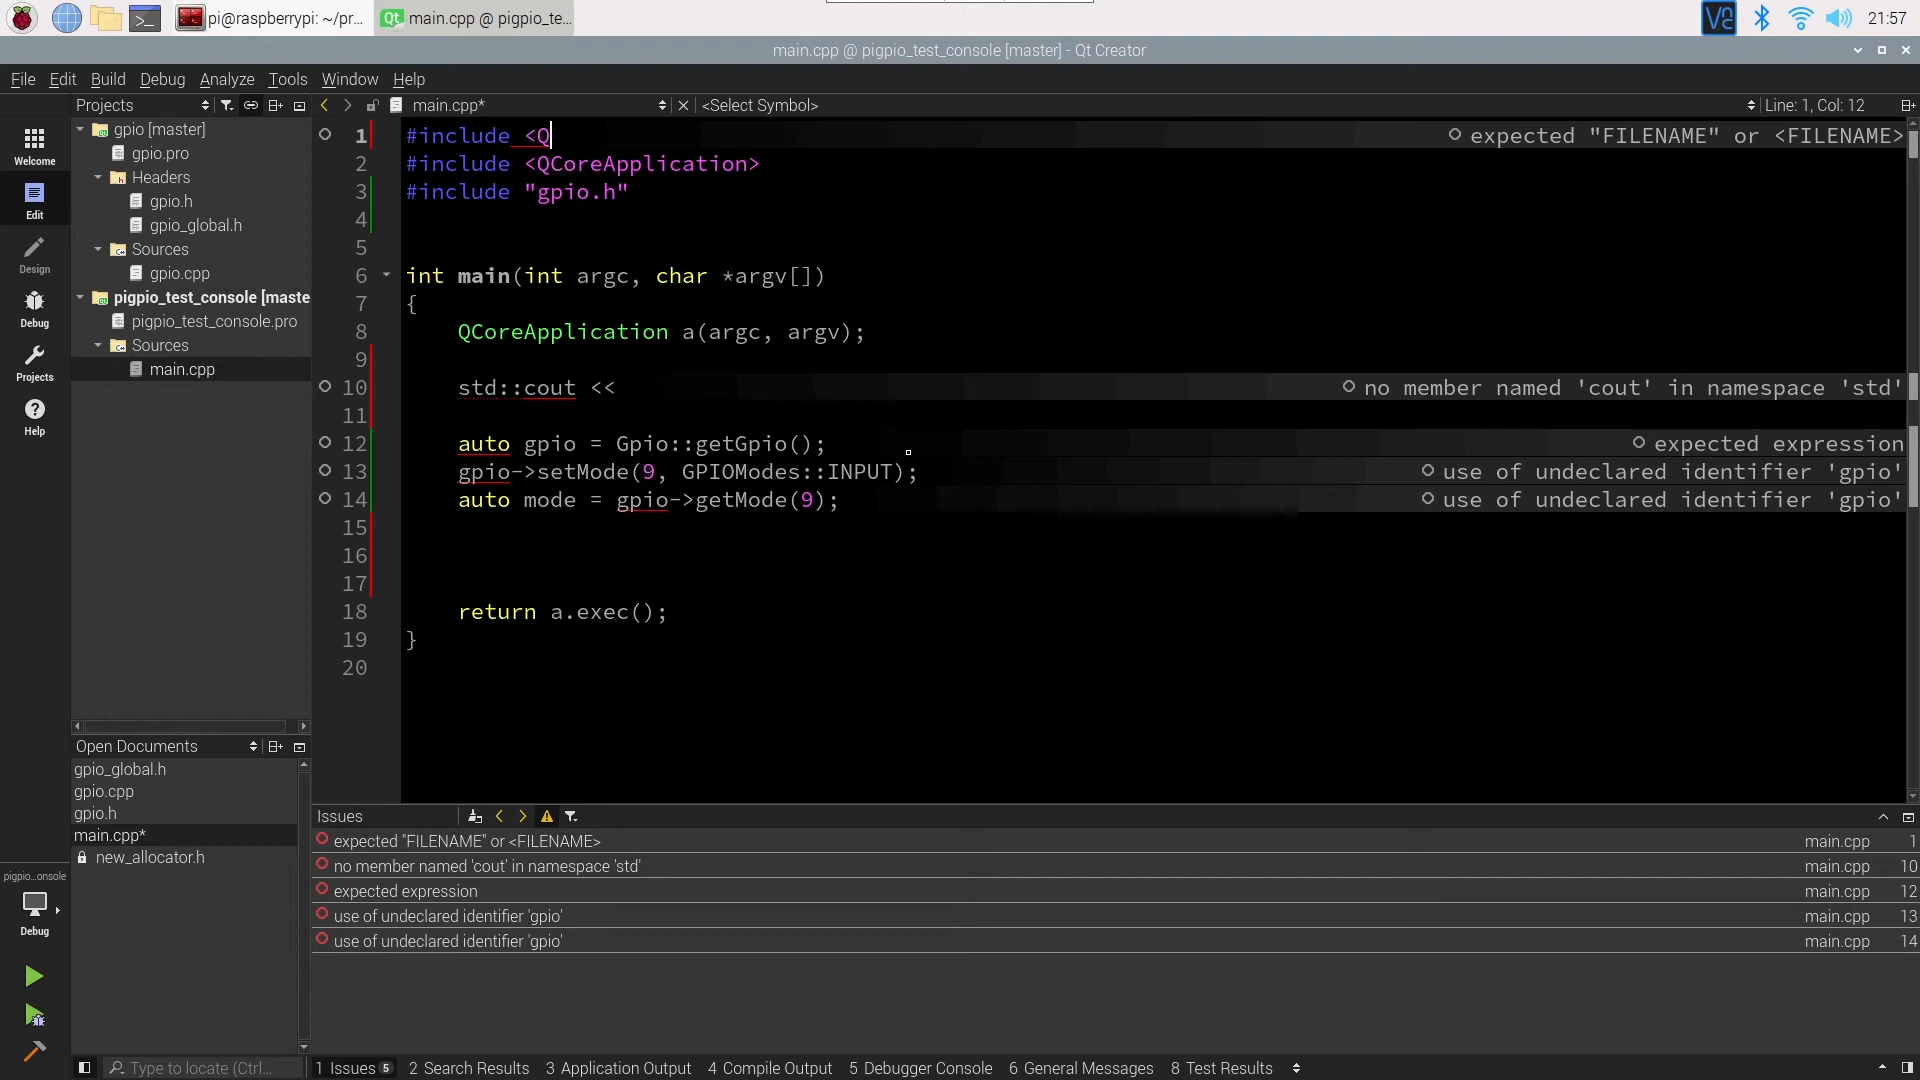 pi@raspberrypi: ~/pr...
Qt main.cpp @ pigpio_te...
21:57
main.cpp @ pigpio_test_console [master] - Qt Creator
File Edit Build Debug Analyze Tools Window Help
Projects
main.cpp*
<Select Symbol>
Line: 1, Col: 12
Welcome
Edit
Design
Debug
Projects
Help
gpio [master]
gpio.pro
Headers
gpio.h
gpio_global.h
Sources
gpio.cpp
pigpio_test_console [maste
pigpio_test_console.pro
Sources
main.cpp
1 #include <Q expected "FILENAME" or <FILENAME>
2 #include <QCoreApplication>
3 #include "gpio.h"
4
5
6 int main(int argc, char *argv[])
7 {
8 QCoreApplication a(argc, argv);
9
10 std::cout << no member named 'cout' in namespace 'std'
11
12 auto gpio = Gpio::getGpio(); expected expression
13 gpio->setMode(9, GPIOModes::INPUT); use of undeclared identifier 'gpio'
14 auto mode = gpio->getMode(9); use of undeclared identifier 'gpio'
15
16
17
18 return a.exec();
19 }
20
Open Documents
gpio_global.h
gpio.cpp
gpio.h
main.cpp*
new_allocator.h
pigpio...onsole
Debug
Issues
expected "FILENAME" or <FILENAME> main.cpp 1
no member named 'cout' in namespace 'std' main.cpp 10
expected expression main.cpp 12
use of undeclared identifier 'gpio' main.cpp 13
use of undeclared identifier 'gpio' main.cpp 14
Type to locate (Ctrl...
1 Issues 5 2 Search Results 3 Application Output 4 Compile Output 5 Debugger Console 6 General Messages 8 Test Results